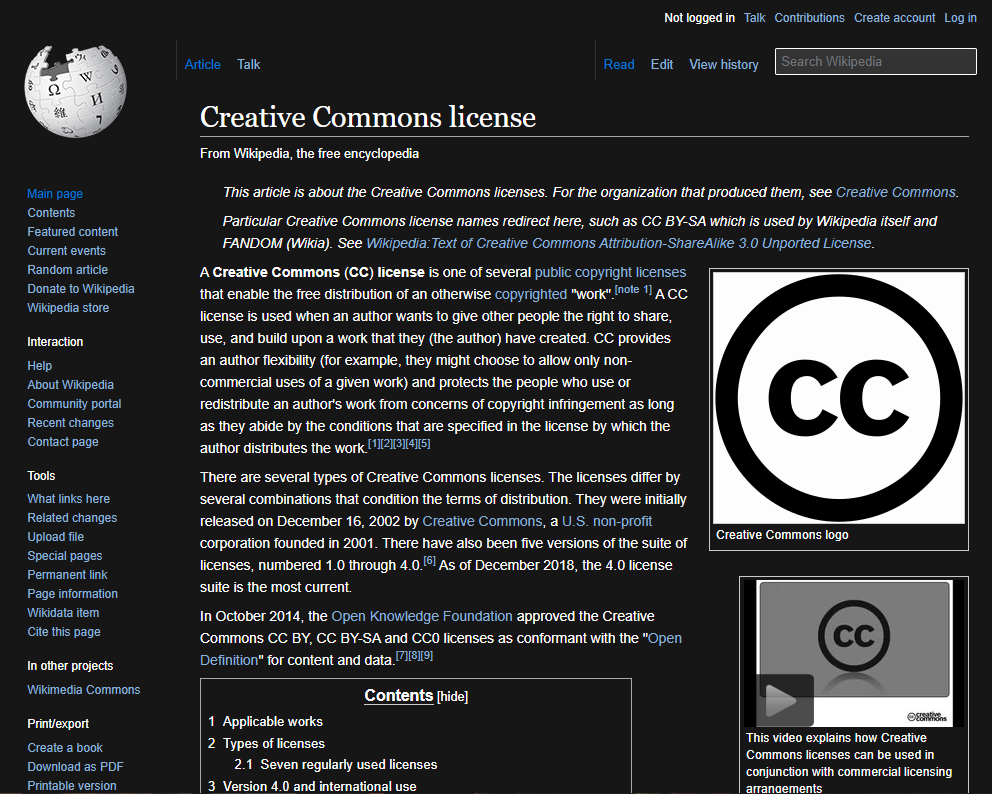 Not logged in Talk Contributions Create account Log in
Article Talk Read Edit View history Search Wikipedia
Ω W И 維 7
Creative Commons license
From Wikipedia, the free encyclopedia
This article is about the Creative Commons licenses. For the organization that produced them, see Creative Commons.
Particular Creative Commons license names redirect here, such as CC BY-SA which is used by Wikipedia itself and
FANDOM (Wikia). See Wikipedia:Text of Creative Commons Attribution-ShareAlike 3.0 Unported License.
Main page
Contents
Featured content
Current events
Random article
Donate to Wikipedia
Wikipedia store
Interaction
Help
About Wikipedia
Community portal
Recent changes
Contact page
Tools
What links here
Related changes
Upload file
Special pages
Permanent link
Page information
Wikidata item
Cite this page
In other projects
Wikimedia Commons
Print/export
Create a book
Download as PDF
Printable version
A Creative Commons (CC) license is one of several public copyright licenses
that enable the free distribution of an otherwise copyrighted "work".[note 1] A CC
license is used when an author wants to give other people the right to share,
use, and build upon a work that they (the author) have created. CC provides
an author flexibility (for example, they might choose to allow only non-
commercial uses of a given work) and protects the people who use or
redistribute an author's work from concerns of copyright infringement as long
as they abide by the conditions that are specified in the license by which the
author distributes the work.[1][2][3][4][5]
There are several types of Creative Commons licenses. The licenses differ by
several combinations that condition the terms of distribution. They were initially
released on December 16, 2002 by Creative Commons, a U.S. non-profit
corporation founded in 2001. There have also been five versions of the suite of
licenses, numbered 1.0 through 4.0.[6] As of December 2018, the 4.0 license
suite is the most current.
In October 2014, the Open Knowledge Foundation approved the Creative
Commons CC BY, CC BY-SA and CC0 licenses as conformant with the "Open
Definition" for content and data.[7][8][9]
Contents [hide]
1 Applicable works
2 Types of licenses
2.1 Seven regularly used licenses
3 Version 4.0 and international use
cc
Creative Commons logo
cc
cc creative commons
This video explains how Creative
Commons licenses can be used in
conjunction with commercial licensing
arrangements